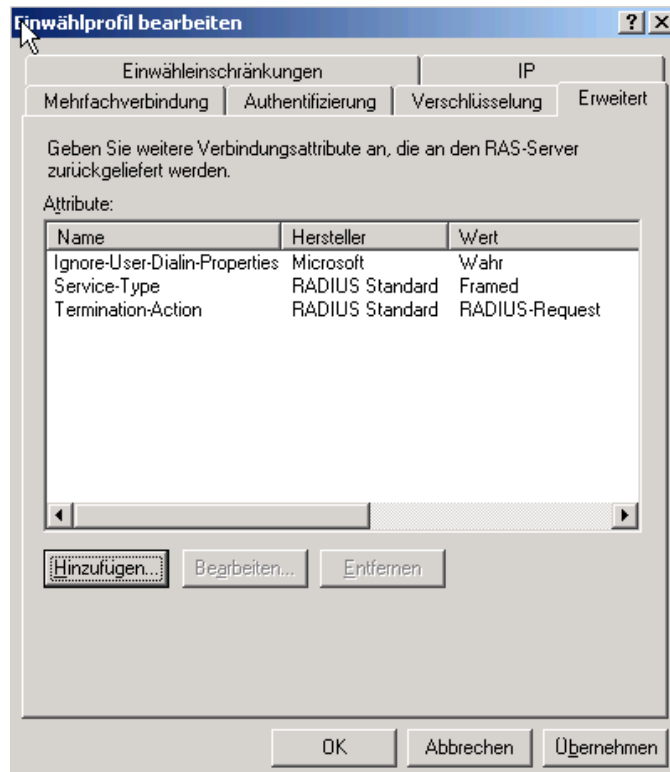 Einwählprofil bearbeiten
Einwähleinschränkungen IP
Mehrfachverbindung Authentifizierung Verschlüsselung Erweitert
Geben Sie weitere Verbindungsattribute an, die an den RAS-Server
zurückgeliefert werden.
Attribute:
Name Hersteller Wert
Ignore-User-Dialin-Properties Microsoft Wahr
Service-Type RADIUS Standard Framed
Termination-Action RADIUS Standard RADIUS-Request
Hinzufügen... Bearbeiten... Entfernen
OK Abbrechen Übernehmen